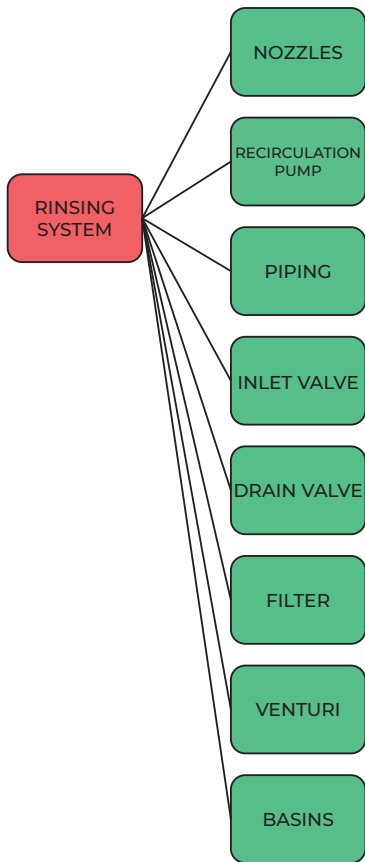 NOZZLES
RECIRCULATION
PUMP
RINSING
SYSTEM
PIPING
INLET VALVE
DRAIN VALVE
FILTER
VENTURI
BASINS